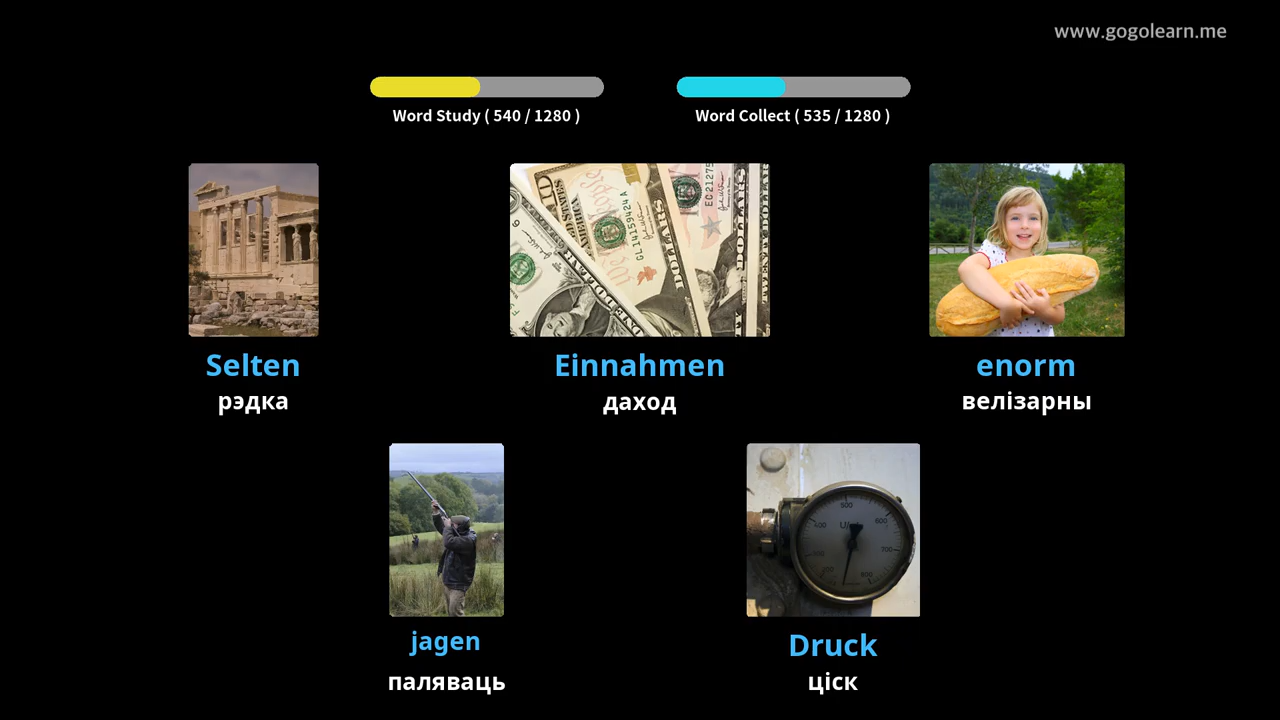 www.gogolearn.me
Word Study ( 540 / 1280 )
Word Collect ( 535 / 1280 )
Selten
рэдка
Einnahmen
даход
enorm
велізарны
jagen
паляваць
Druck
ціск